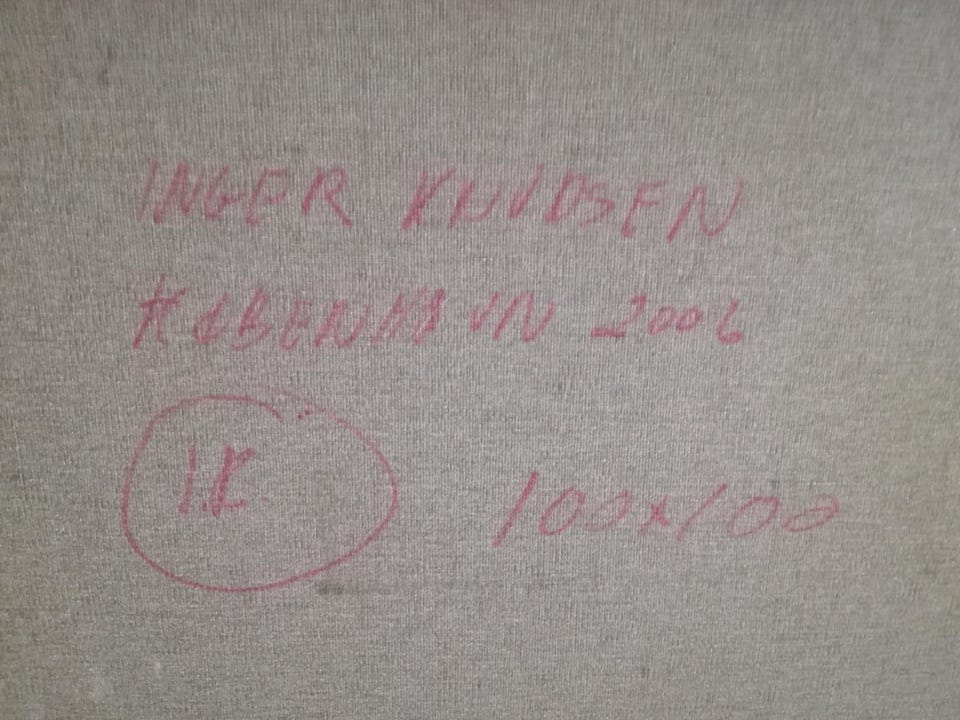 INGER KNUDSEN
KØBENHAVN 2006
I.K.
100x100